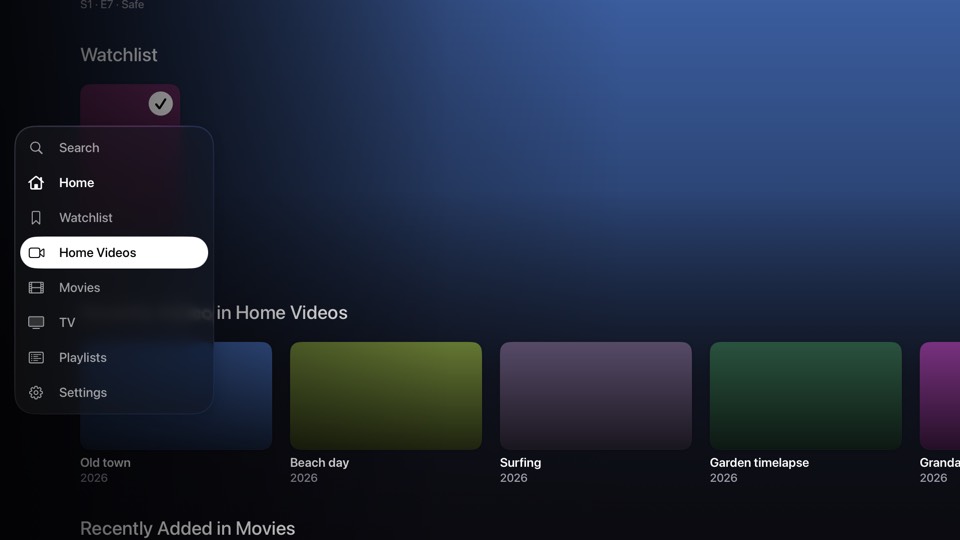 S1 · E7 · Safe
Watchlist
Search
Home
Watchlist
Home Videos
Movies
TV
Playlists
Settings
in Home Videos
Old town
2026
Beach day
2026
Surfing
2026
Garden timelapse
2026
Granda
2026
Recently Added in Movies